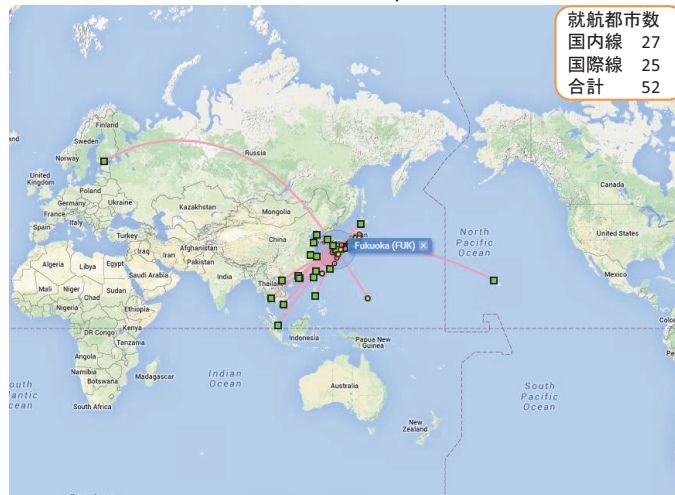 就航都市数
国内線 27
国際線 25
合計 52
Finland
Sweden
Norway
Russia
United
Kingdom
Poland
Germany
Ukraine
France
Kazakhstan
Mongolia
Spain
Italy
Turkey
China
Fukuoka (FUK)
North
Pacific
Ocean
Canada
United States
Mexico
Iraq
Iran
Afghanistan
Pakistan
Algeria
Libya
Egypt
Saudi Arabia
India
Thailand
Mali
Niger
Chad
Sudan
Nigeria
Ethiopia
DR Congo
Kenya
Tanzania
Indonesia
Papua New
Guinea
Angola
Namibia
Botswana
Madagascar
Indian
Ocean
Australia
South
Pacific
Ocean
South Africa
New
Zealand